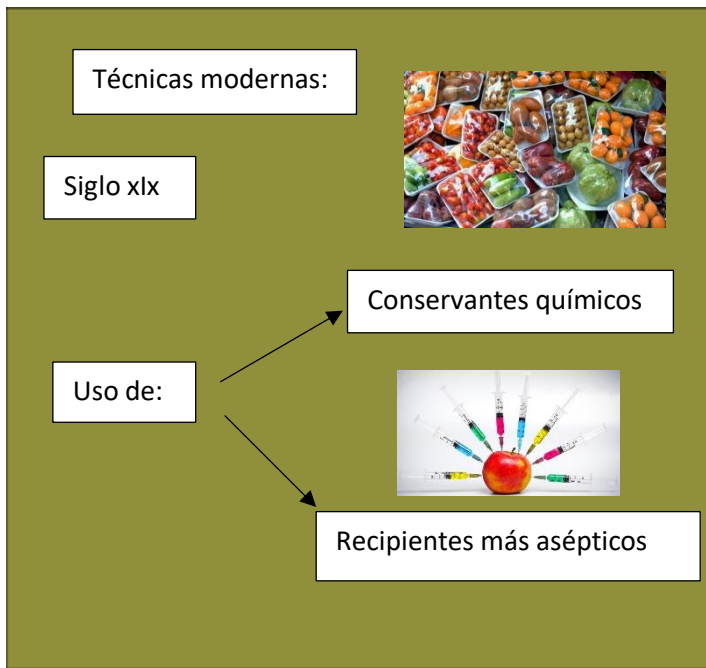 Técnicas modernas:
Siglo xIx
Conservantes químicos
Uso de:
Recipientes más asépticos